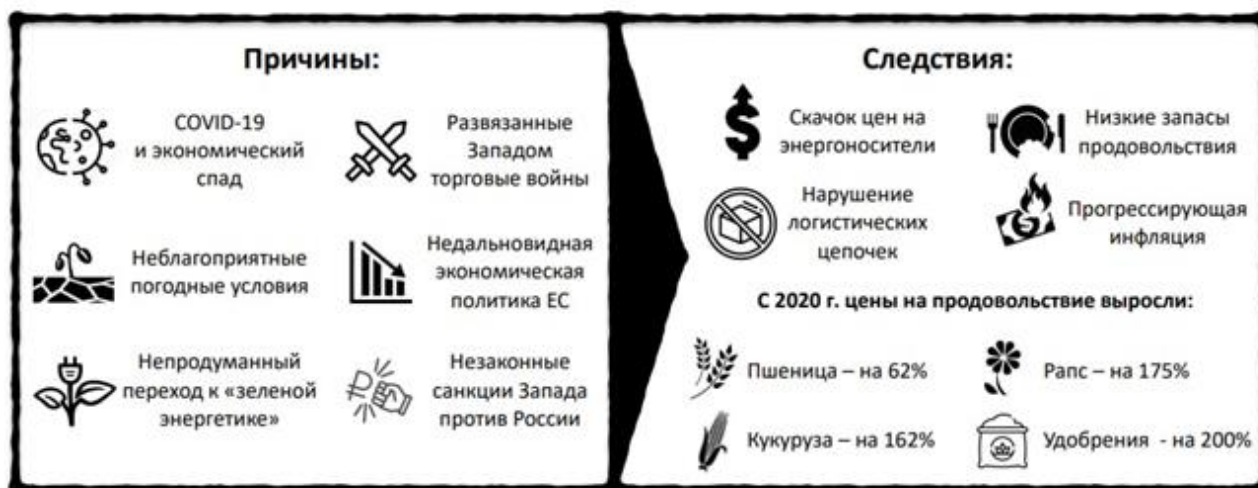 Причины:
COVID-19
и экономический
спад
Развязанные
Западом
торговые войны
Неблагоприятные
погодные условия
Недальновидная
экономическая
политика ЕС
Непродуманный
переход к «зеленой
энергетике»
Незаконные
санкции Запада
против России
Следствия:
Скачок цен на
энергоносители
Низкие запасы
продовольствия
Нарушение
логистических
цепочек
Прогрессирующая
инфляция
С 2020 г. цены на продовольствие выросли:
Пшеница – на 62%
Рапс – на 175%
Кукуруза – на 162%
Удобрения - на 200%